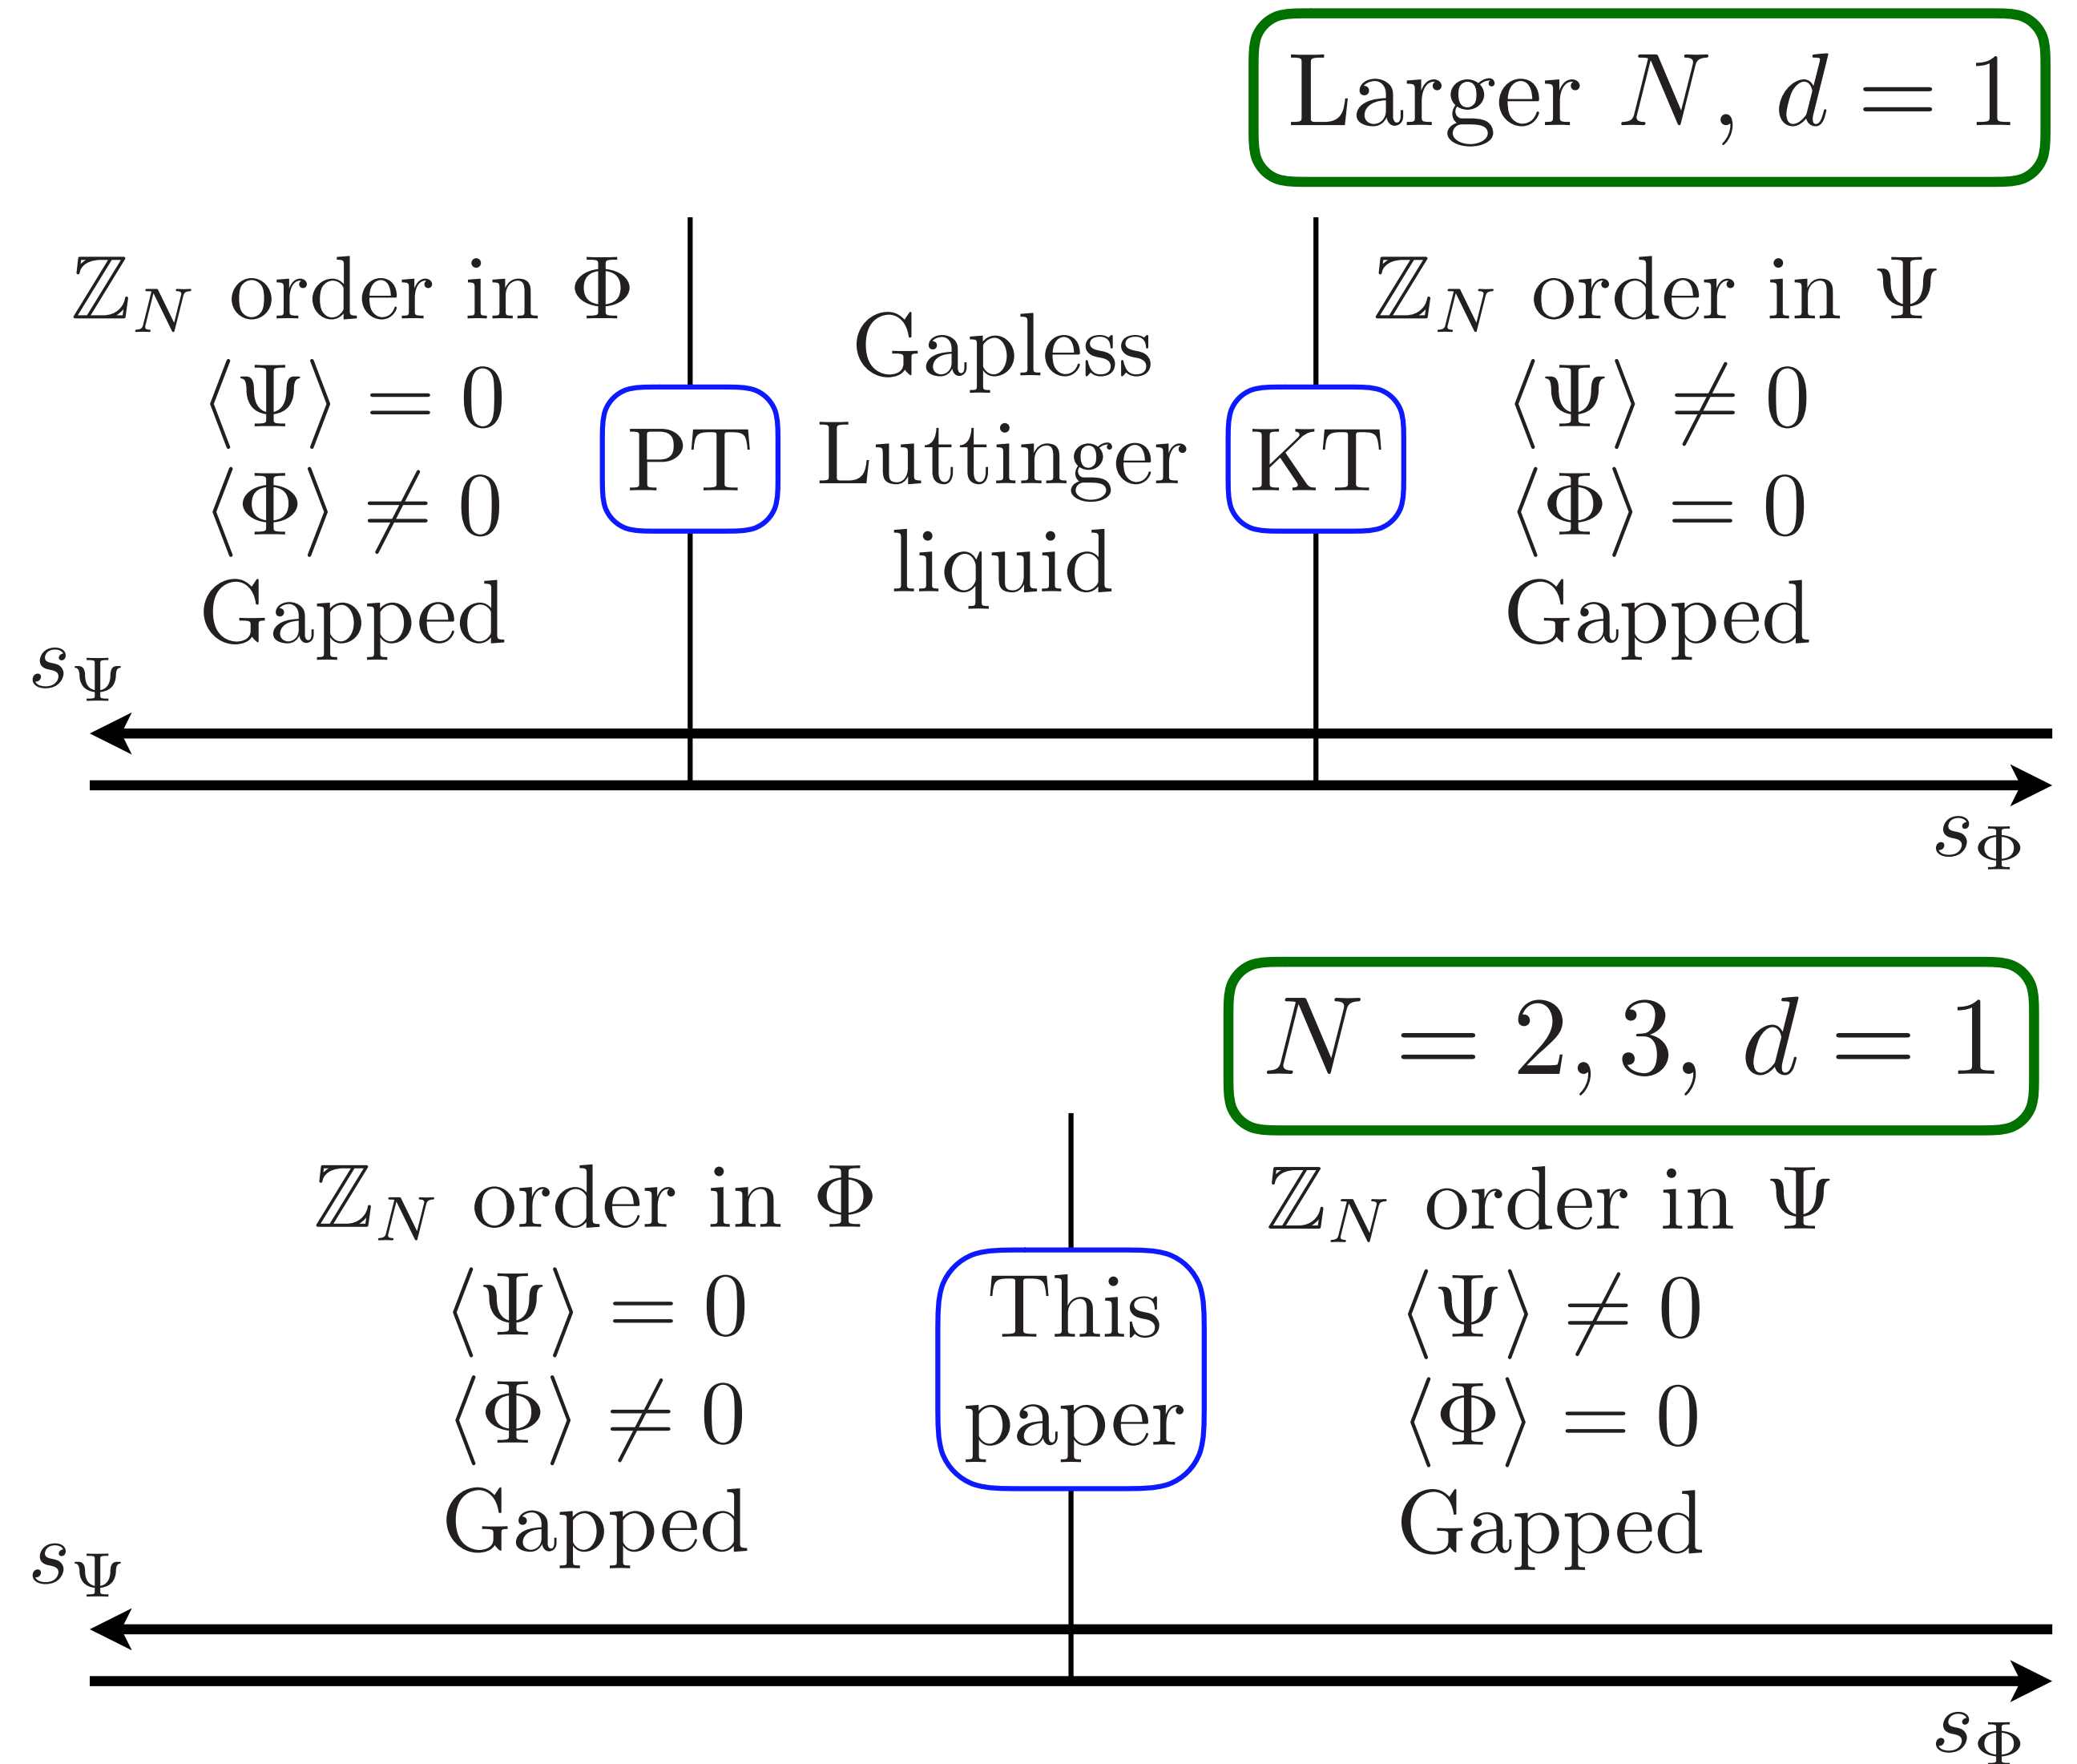 Larger N, d = 1
ℤ_N order in Φ
⟨Ψ⟩ = 0
⟨Φ⟩ ≠ 0
Gapped
PT
Gapless
Luttinger
liquid
KT
ℤ_N order in Ψ
⟨Ψ⟩ ≠ 0
⟨Φ⟩ = 0
Gapped
s_Ψ
s_Φ
N = 2, 3, d = 1
ℤ_N order in Φ
⟨Ψ⟩ = 0
⟨Φ⟩ ≠ 0
Gapped
This
paper
ℤ_N order in Ψ
⟨Ψ⟩ ≠ 0
⟨Φ⟩ = 0
Gapped
s_Ψ
s_Φ